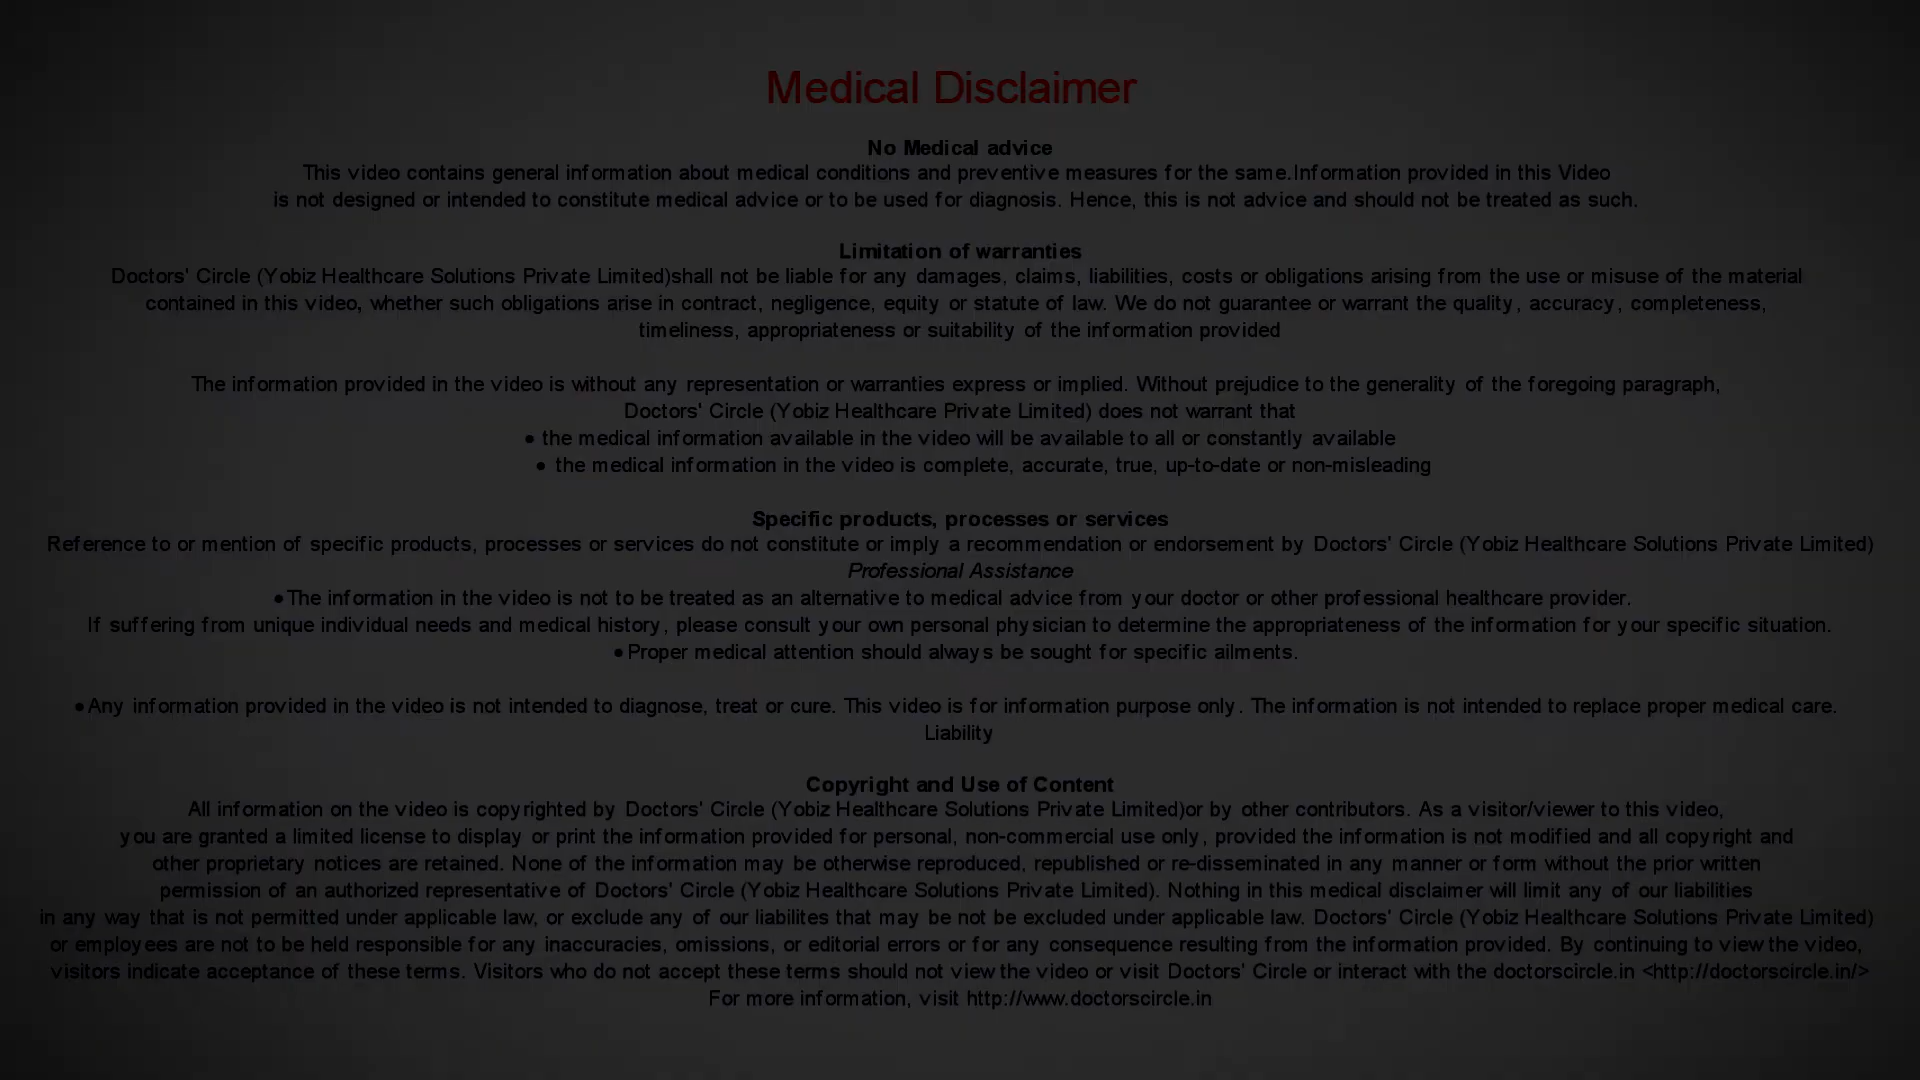 Medical Disclaimer
No Medical advice
This video contains general information about medical conditions and preventive measures for the same.Information provided in this Video
is not designed or intended to constitute medical advice or to be used for diagnosis. Hence, this is not advice and should not be treated as such.
Limitation of warranties
Doctors' Circle (Yobiz Healthcare Solutions Private Limited)shall not be liable for any damages, claims, liabilities, costs or obligations arising from the use or misuse of the material
contained in this video, whether such obligations arise in contract, negligence, equity or statute of law. We do not guarantee or warrant the quality, accuracy, completeness,
timeliness, appropriateness or suitability of the information provided
The information provided in the video is without any representation or warranties express or implied. Without prejudice to the generality of the foregoing paragraph,
Doctors' Circle (Yobiz Healthcare Private Limited) does not warrant that
● the medical information available in the video will be available to all or constantly available
● the medical information in the video is complete, accurate, true, up-to-date or non-misleading
Specific products, processes or services
Reference to or mention of specific products, processes or services do not constitute or imply a recommendation or endorsement by Doctors' Circle (Yobiz Healthcare Solutions Private Limited)
Professional Assistance
●The information in the video is not to be treated as an alternative to medical advice from your doctor or other professional healthcare provider.
If suffering from unique individual needs and medical history, please consult your own personal physician to determine the appropriateness of the information for your specific situation.
●Proper medical attention should always be sought for specific ailments.
●Any information provided in the video is not intended to diagnose, treat or cure. This video is for information purpose only. The information is not intended to replace proper medical care.
Liability
Copyright and Use of Content
All information on the video is copyrighted by Doctors' Circle (Yobiz Healthcare Solutions Private Limited)or by other contributors. As a visitor/viewer to this video,
you are granted a limited license to display or print the information provided for personal, non-commercial use only, provided the information is not modified and all copyright and
other proprietary notices are retained. None of the information may be otherwise reproduced, republished or re-disseminated in any manner or form without the prior written
permission of an authorized representative of Doctors' Circle (Yobiz Healthcare Solutions Private Limited). Nothing in this medical disclaimer will limit any of our liabilities
in any way that is not permitted under applicable law, or exclude any of our liabilites that may be not be excluded under applicable law. Doctors' Circle (Yobiz Healthcare Solutions Private Limited)
or employees are not to be held responsible for any inaccuracies, omissions, or editorial errors or for any consequence resulting from the information provided. By continuing to view the video,
visitors indicate acceptance of these terms. Visitors who do not accept these terms should not view the video or visit Doctors' Circle or interact with the doctorscircle.in <http://doctorscircle.in/>
For more information, visit http://www.doctorscircle.in